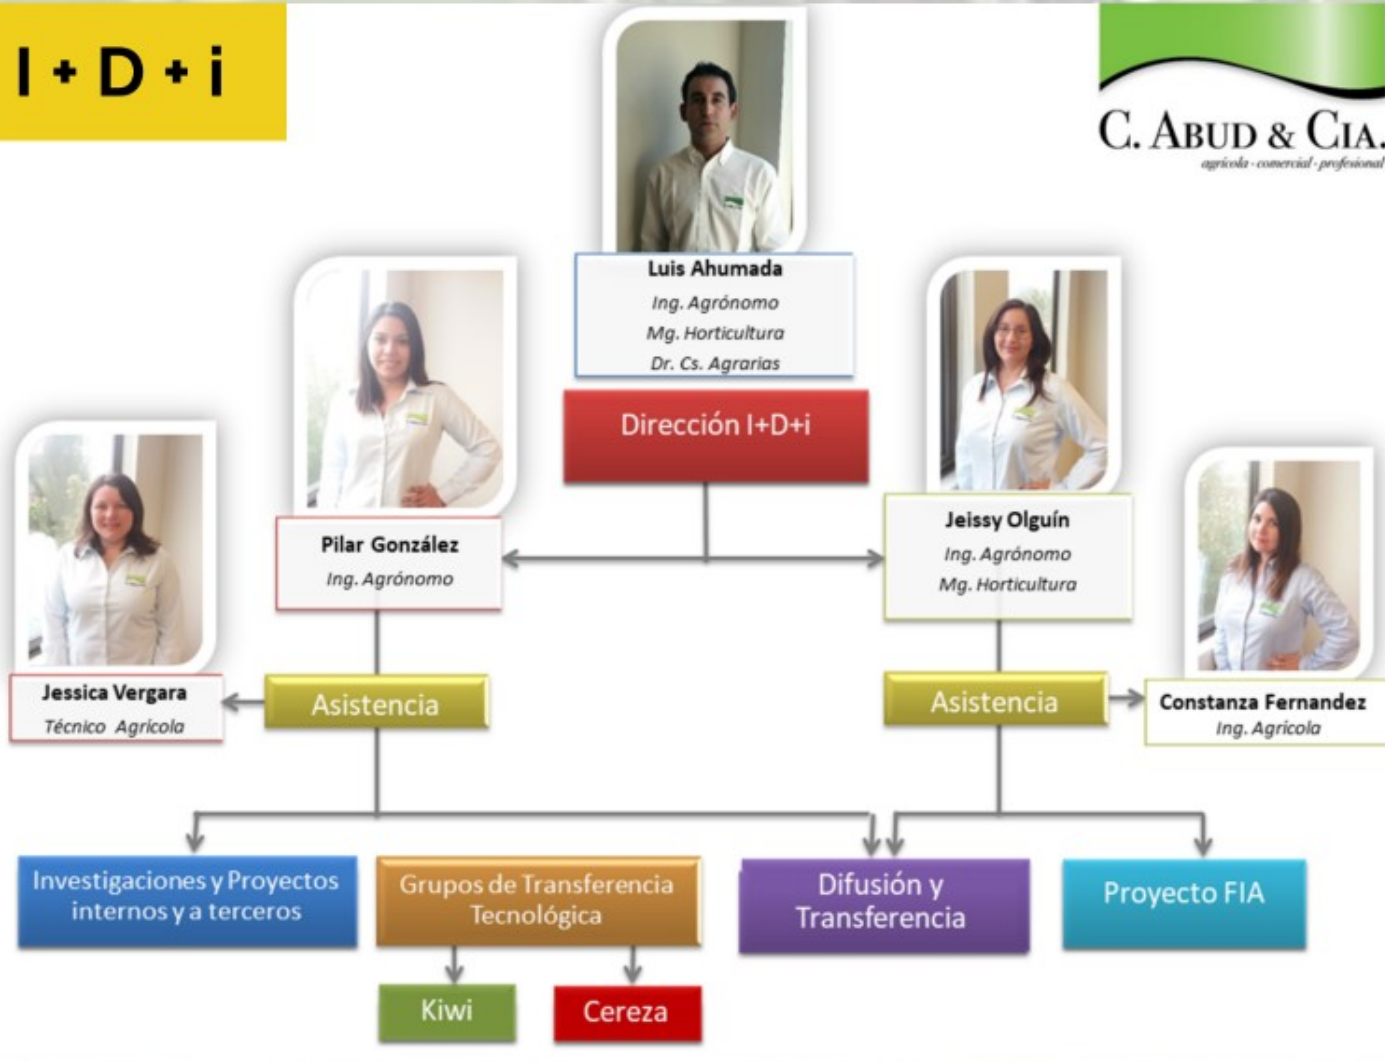 I + D + i
C. ABUD & CIA.
agrícola - comercial - profesional
Luis Ahumada
Ing. Agrónomo
Mg. Horticultura
Dr. Cs. Agrarias
Dirección I+D+i
Pilar González
Ing. Agrónomo
Jeissy Olguín
Ing. Agrónomo
Mg. Horticultura
Jessica Vergara
Técnico Agrícola
Asistencia
Asistencia
Constanza Fernandez
Ing. Agrícola
Investigaciones y Proyectos
internos y a terceros
Grupos de Transferencia
Tecnológica
Difusión y
Transferencia
Proyecto FIA
Kiwi
Cereza